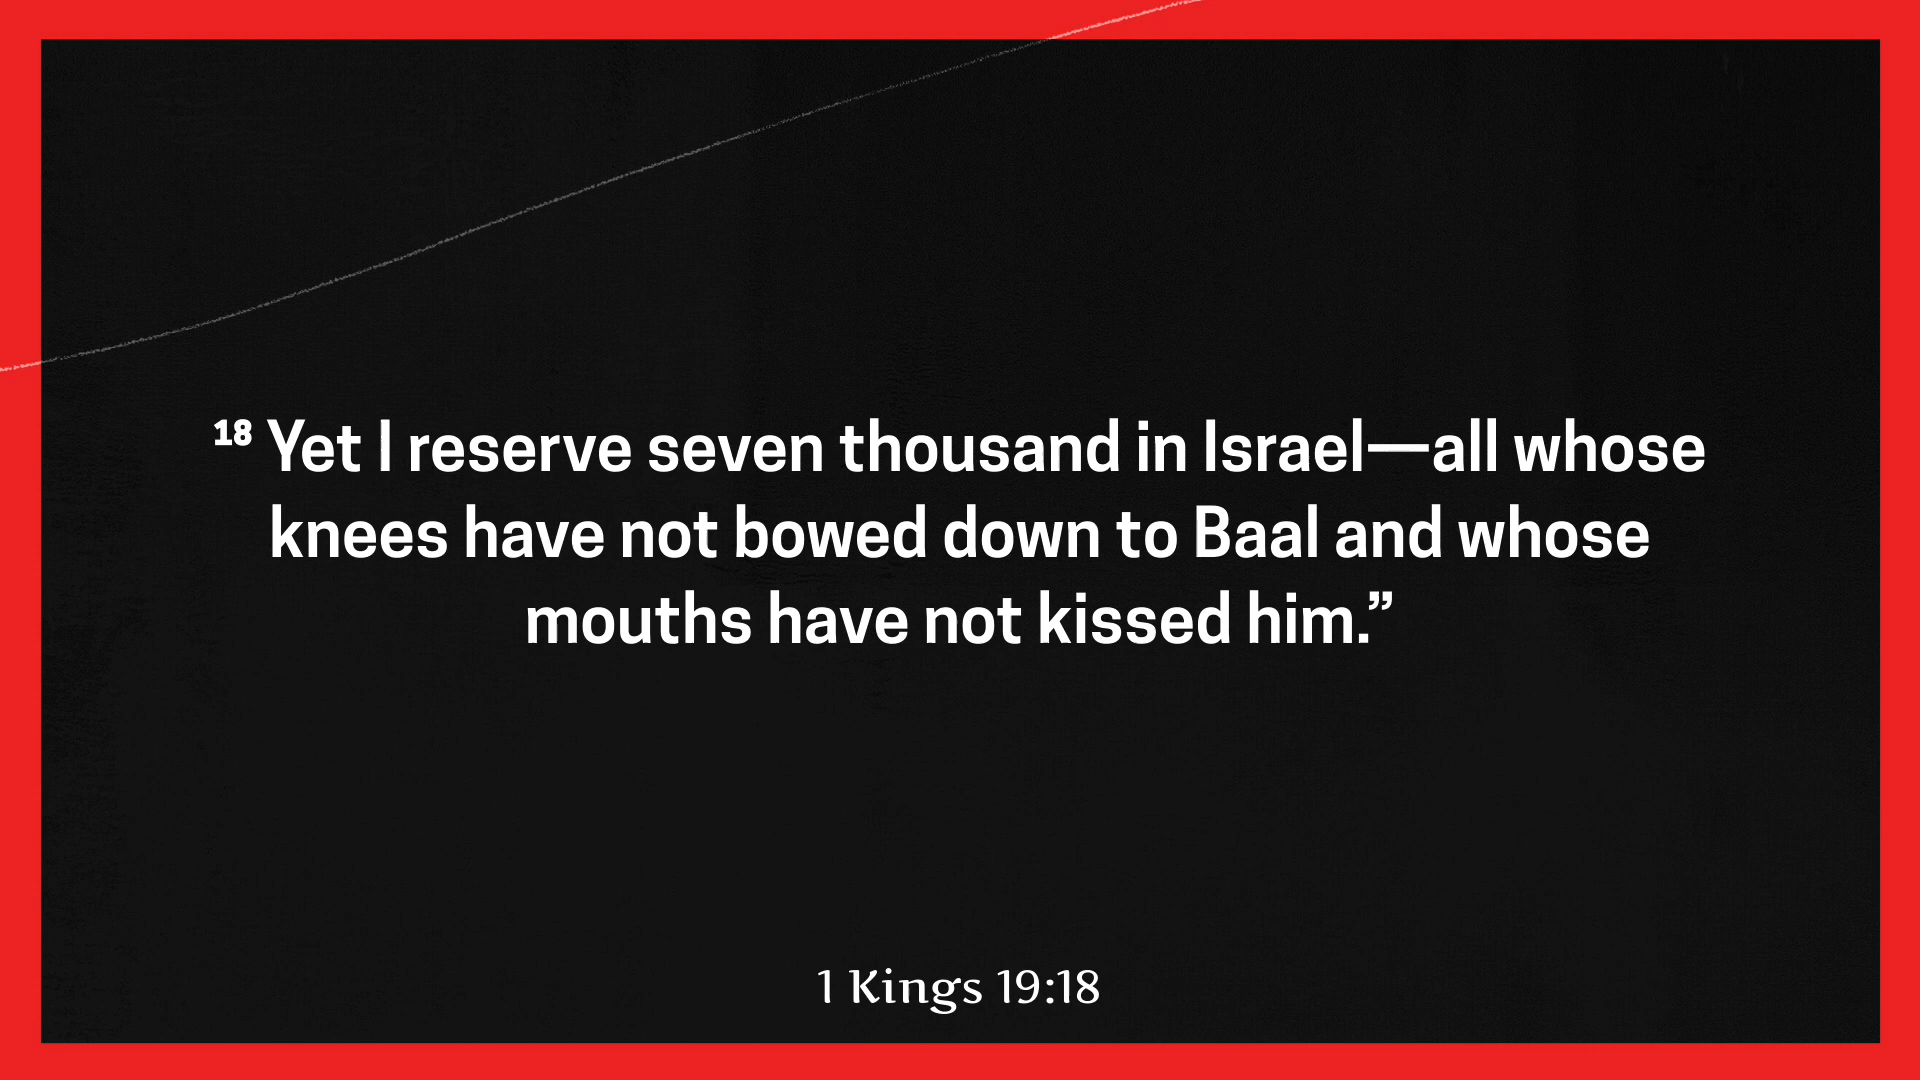 ¹⁸ Yet I reserve seven thousand in Israel—all whose
knees have not bowed down to Baal and whose
mouths have not kissed him.”
1 Kings 19:18